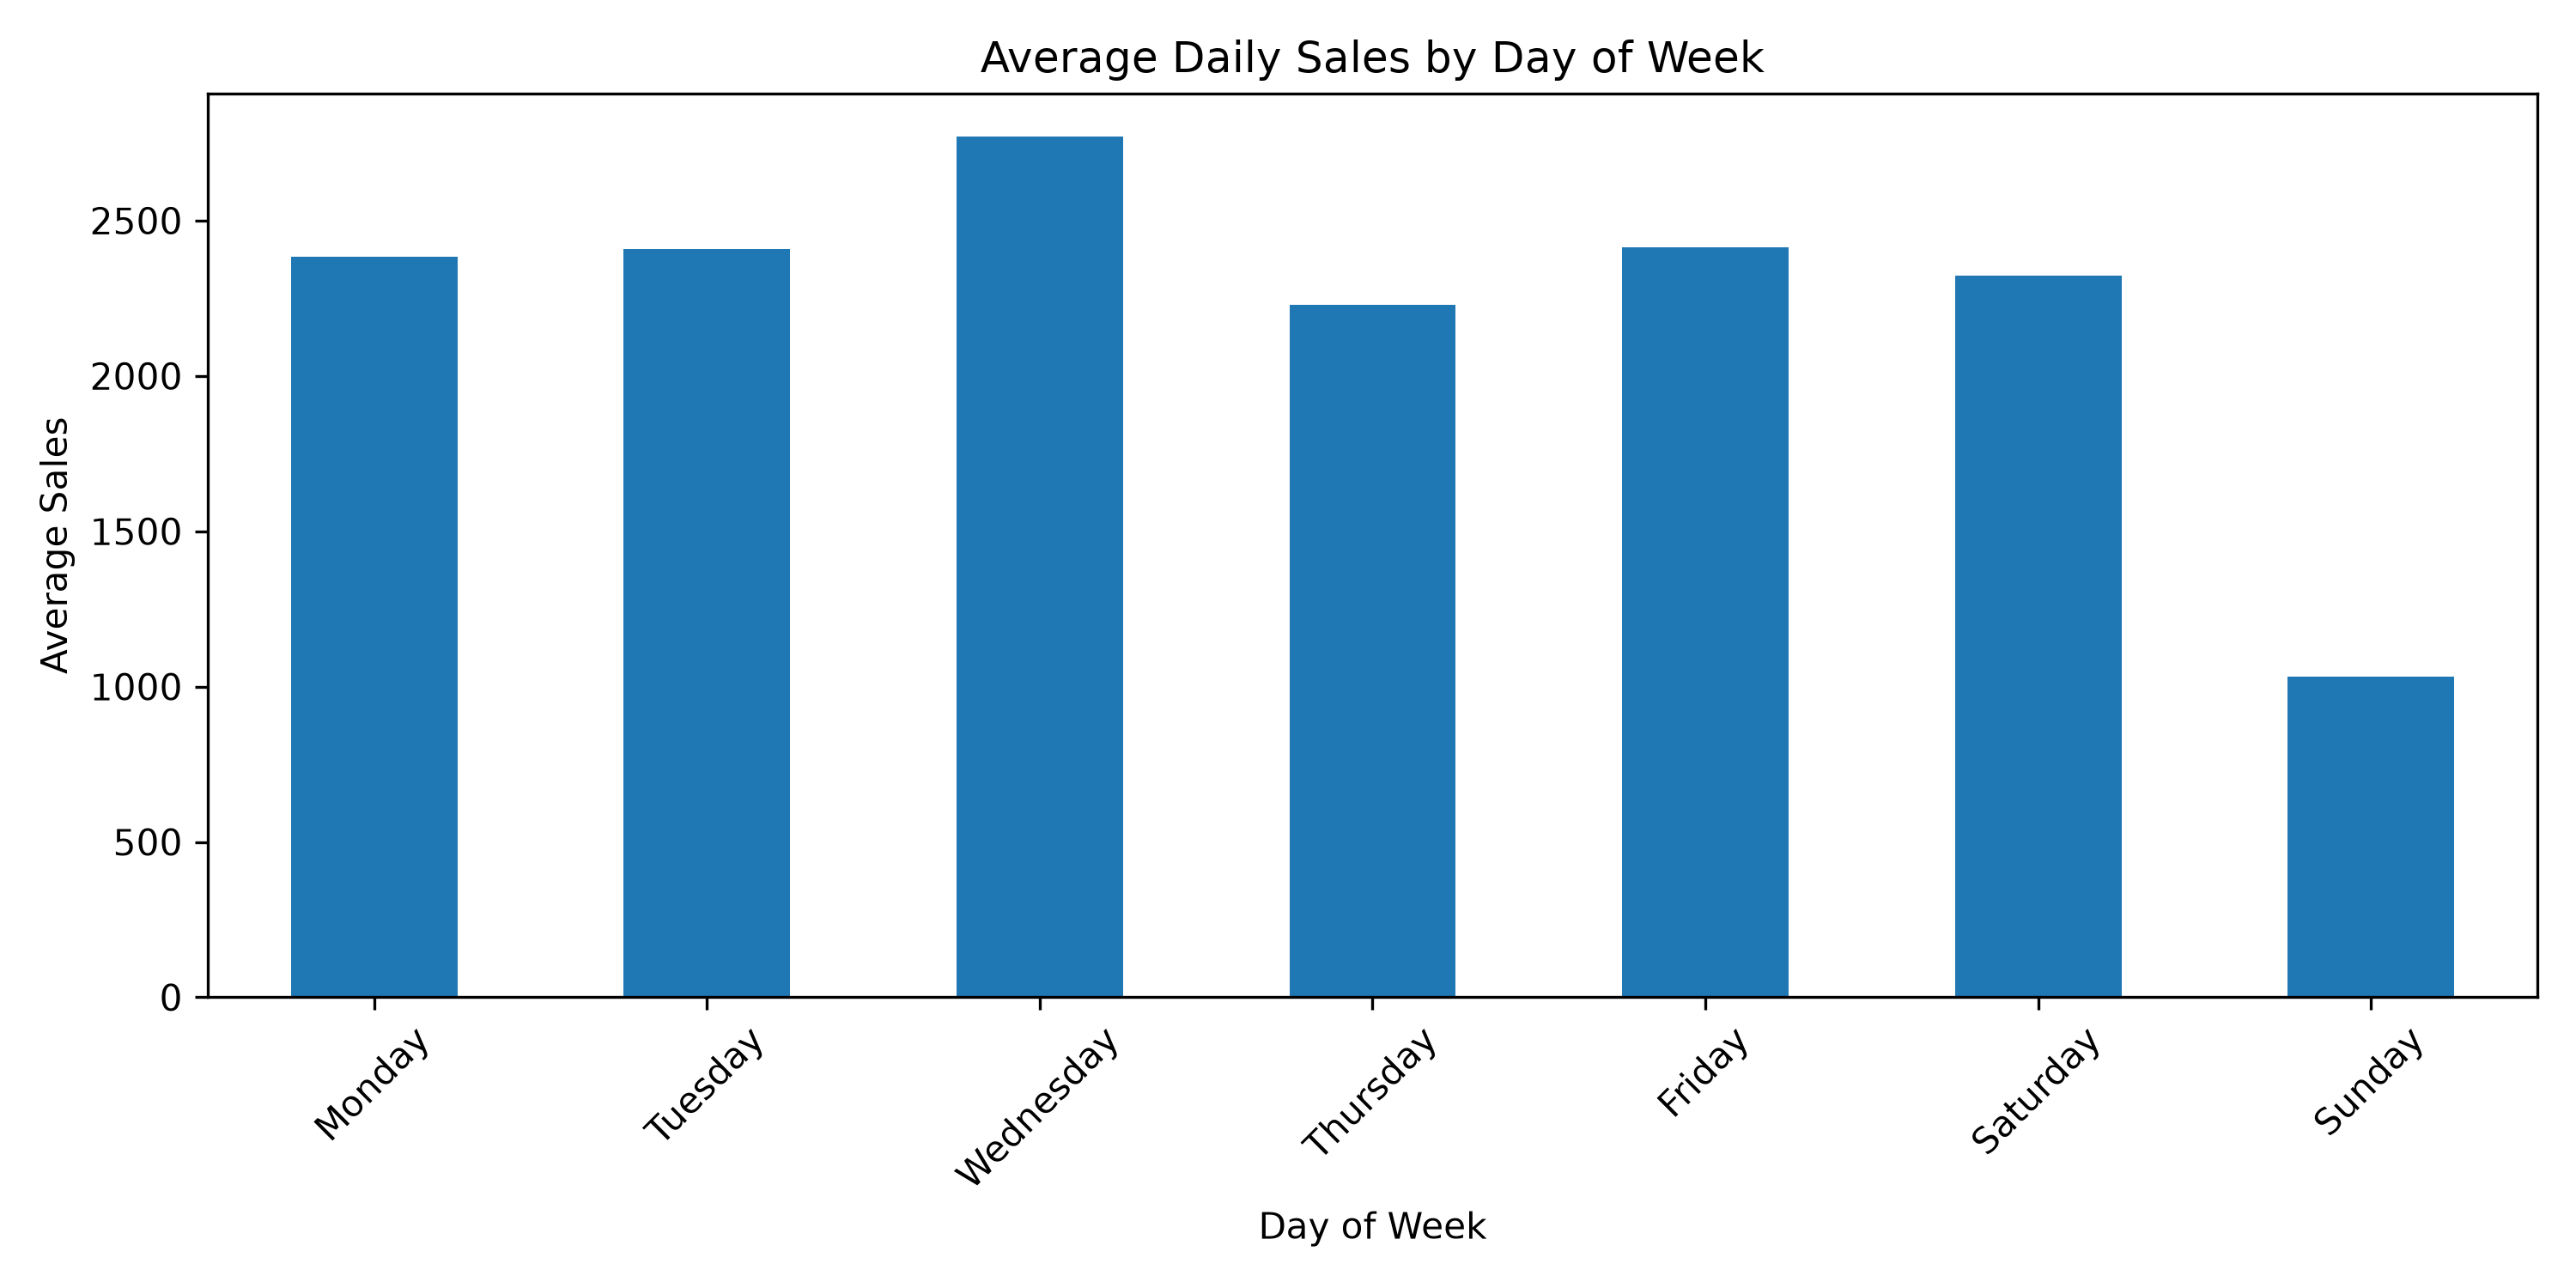 Average Daily Sales by Day of Week
Average Sales
2500
2000
1500
1000
500
0
Monday
Tuesday
Wednesday
Thursday
Friday
Saturday
Sunday
Day of Week